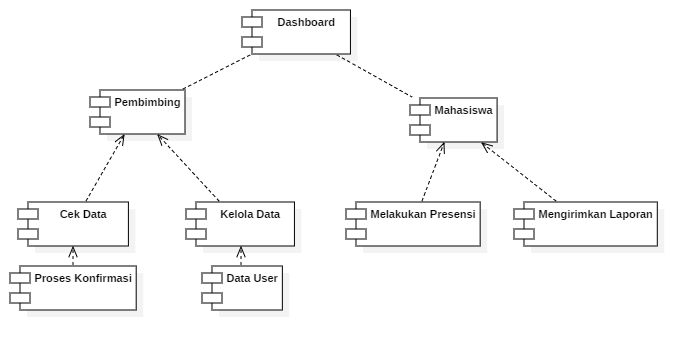 Dashboard
Pembimbing
Mahasiswa
Cek Data
Kelola Data
Melakukan Presensi
Mengirimkan Laporan
Proses Konfirmasi
Data User